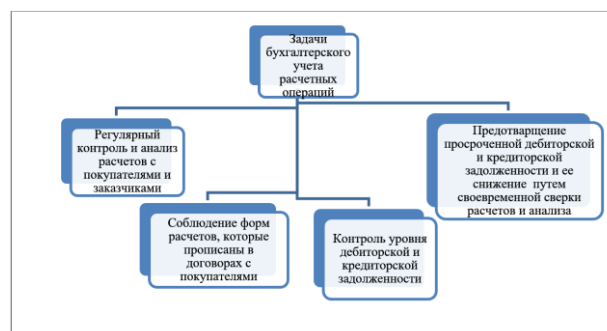 Задачи
бухгалтерского
учета
расчетных
операций
Регулярный
контроль и анализ
расчетов с
покупателями и
заказчиками
Предотварщение
просроченной дебиторской
и кредиторской
задолженности и ее
снижение путем
своевременной сверки
расчетов и анализа
Соблюдение форм
расчетов, которые
прописаны в
договорах с
покупателями
Контроль уровня
дебиторской и
кредиторской
задолженности